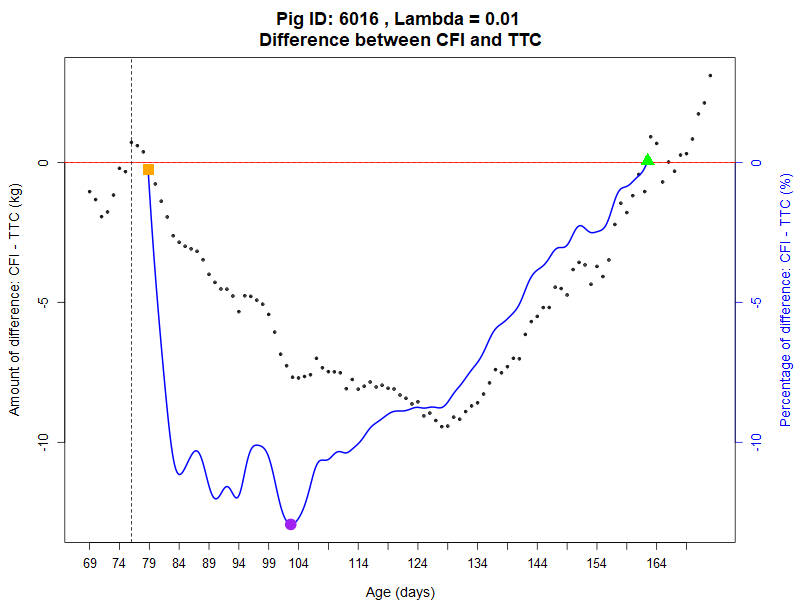 Pig ID: 6016 , Lambda = 0.01
Difference between CFI and TTC
Amount of difference: CFI - TTC (kg)
0
-5
-10
0
-5
-10
Percentage of difference: CFI - TTC (%)
69 74 79 84 89 94 99 104 114 124 134 144 154 164
Age (days)